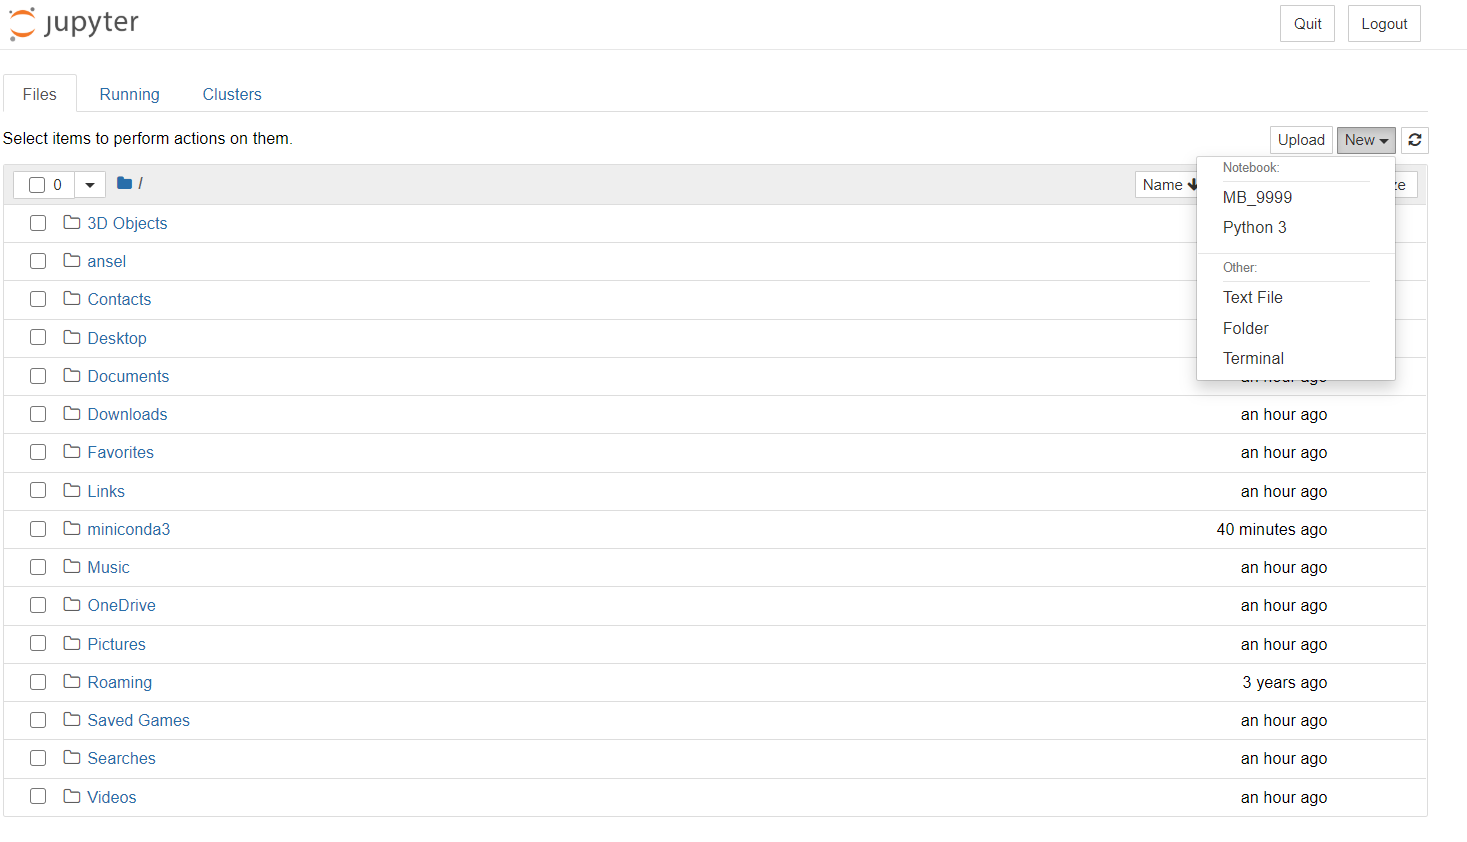 jupyter
Quit
Logout
Files
Running
Clusters
Select items to perform actions on them.
Upload
New
0
/
Name
Notebook:
MB_9999
Python 3
Other:
Text File
Folder
Terminal
3D Objects
ansel
Contacts
Desktop
Documents
Downloads an hour ago
Favorites an hour ago
Links an hour ago
miniconda3 40 minutes ago
Music an hour ago
OneDrive an hour ago
Pictures an hour ago
Roaming 3 years ago
Saved Games an hour ago
Searches an hour ago
Videos an hour ago